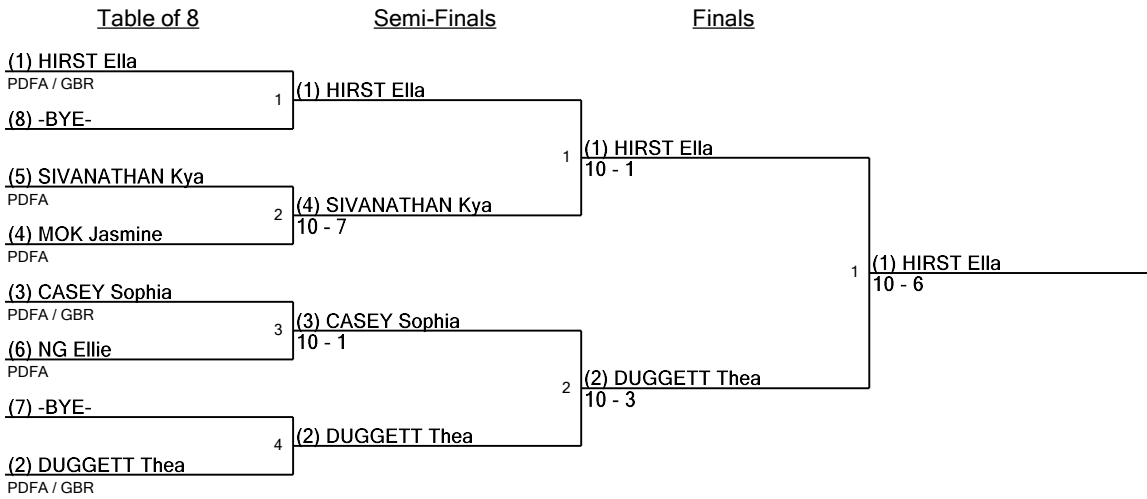 Table of 8
Semi-Finals
Finals
(1) HIRST Ella
PDFA / GBR
(8) -BYE-
(5) SIVANATHAN Kya
PDFA
(4) MOK Jasmine
PDFA
(3) CASEY Sophia
PDFA / GBR
(6) NG Ellie
PDFA
(7) -BYE-
(2) DUGGETT Thea
PDFA / GBR
1
2
3
4
(1) HIRST Ella
(4) SIVANATHAN Kya
10 - 7
(3) CASEY Sophia
10 - 1
(2) DUGGETT Thea
1
2
(1) HIRST Ella
10 - 1
(2) DUGGETT Thea
10 - 3
1
(1) HIRST Ella
10 - 6